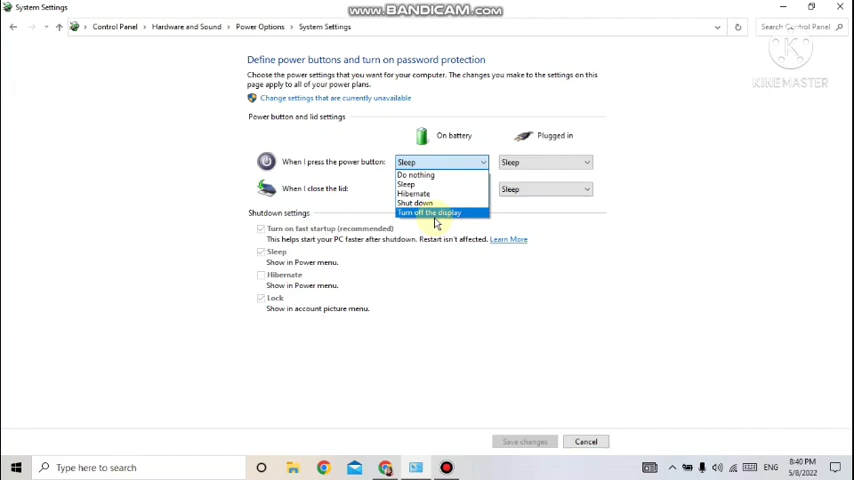 System Settings
WWW.BANDICAM.COM
Control Panel > Hardware and Sound > Power Options > System Settings
Search Control Panel
KINEMASTER
Define power buttons and turn on password protection
Choose the power settings that you want for your computer. The changes you make to the settings on this
page apply to all of your power plans.
Change settings that are currently unavailable
Power button and lid settings
On battery Plugged in
When I press the power button: Sleep Sleep
Do nothing
Sleep
Hibernate
Shut down
Turn off the display
When I close the lid: Sleep
Shutdown settings
Turn on fast startup (recommended)
This helps start your PC faster after shutdown. Restart isn't affected. Learn More
Sleep
Show in Power menu.
Hibernate
Show in Power menu.
Lock
Show in account picture menu.
Save changes Cancel
Type here to search
ENG
8:40 PM
5/8/2022